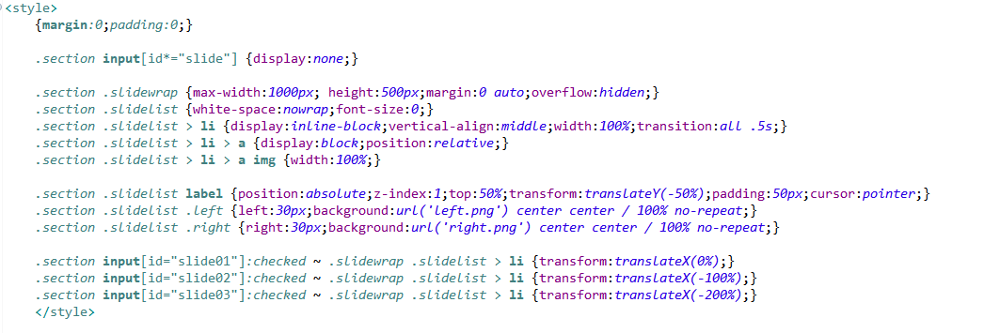 <style>
{margin:0;padding:0;}
.section input[id*="slide"] {display:none;}
.section .slidewrap {max-width:1000px; height:500px;margin:0 auto;overflow:hidden;}
.section .slidelist {white-space:nowrap;font-size:0;}
.section .slidelist > li {display:inline-block;vertical-align:middle;width:100%;transition:all .5s;}
.section .slidelist > li > a {display:block;position:relative;}
.section .slidelist > li > a img {width:100%;}
.section .slidelist label {position:absolute;z-index:1;top:50%;transform:translateY(-50%);padding:50px;cursor:pointer;}
.section .slidelist .left {left:30px;background:url('left.png') center center / 100% no-repeat;}
.section .slidelist .right {right:30px;background:url('right.png') center center / 100% no-repeat;}
.section input[id="slide01"]:checked ~ .slidewrap .slidelist > li {transform:translateX(0%);}
.section input[id="slide02"]:checked ~ .slidewrap .slidelist > li {transform:translateX(-100%);}
.section input[id="slide03"]:checked ~ .slidewrap .slidelist > li {transform:translateX(-200%);}
</style>